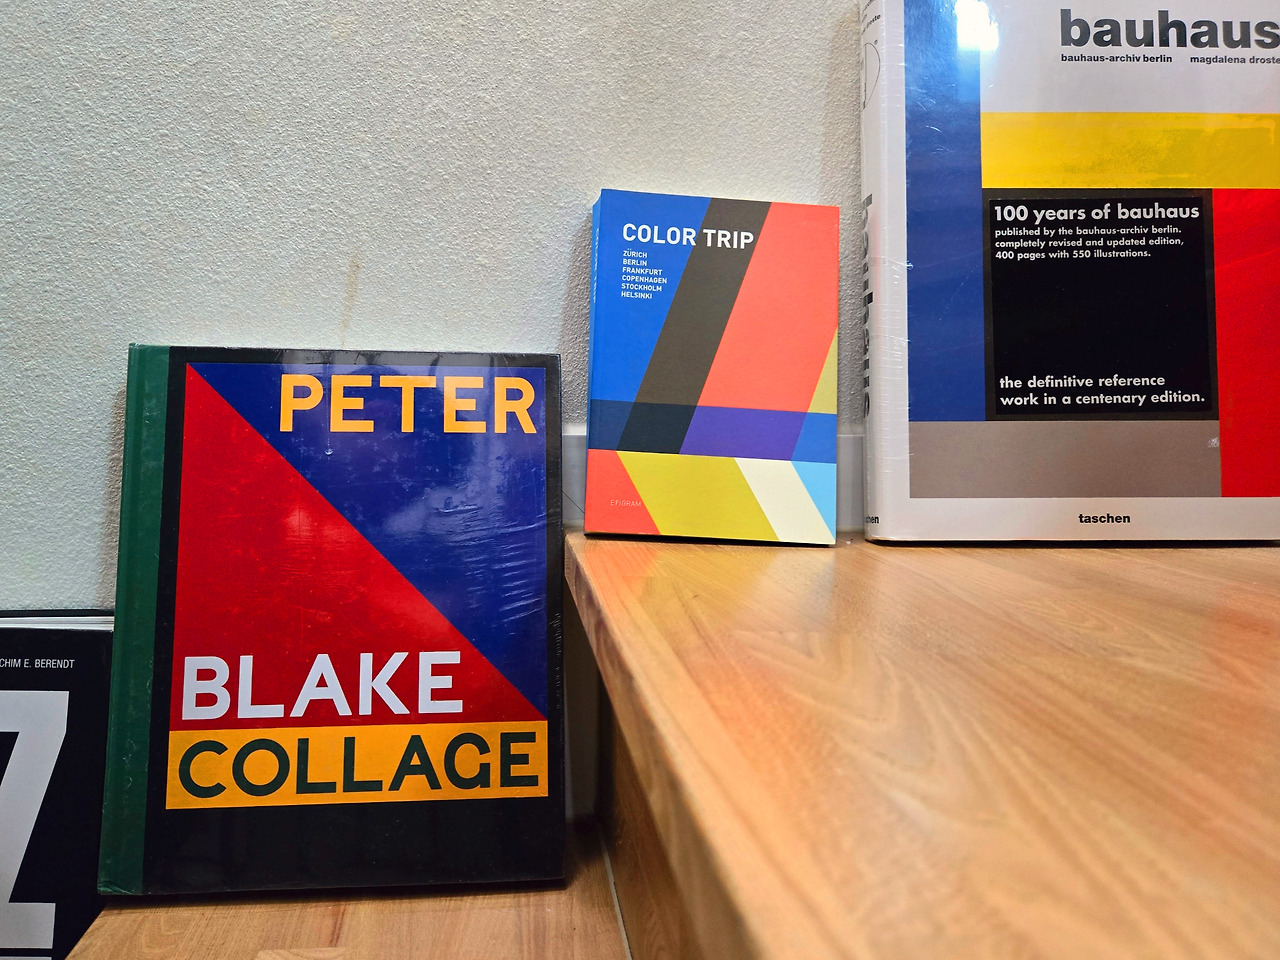 CHIM E. BERENDT
Z
PETER
BLAKE
COLLAGE
COLOR TRIP
ZÜRICH
BERLIN
FRANKFURT
COPENHAGEN
STOCKHOLM
HELSINKI
bauhaus
bauhaus
bauhaus-archiv berlin magdalena droste
100 years of bauhaus
published by the bauhaus-archiv berlin.
completely revised and updated edition,
400 pages with 550 illustrations.
the definitive reference
work in a centenary edition.
taschen